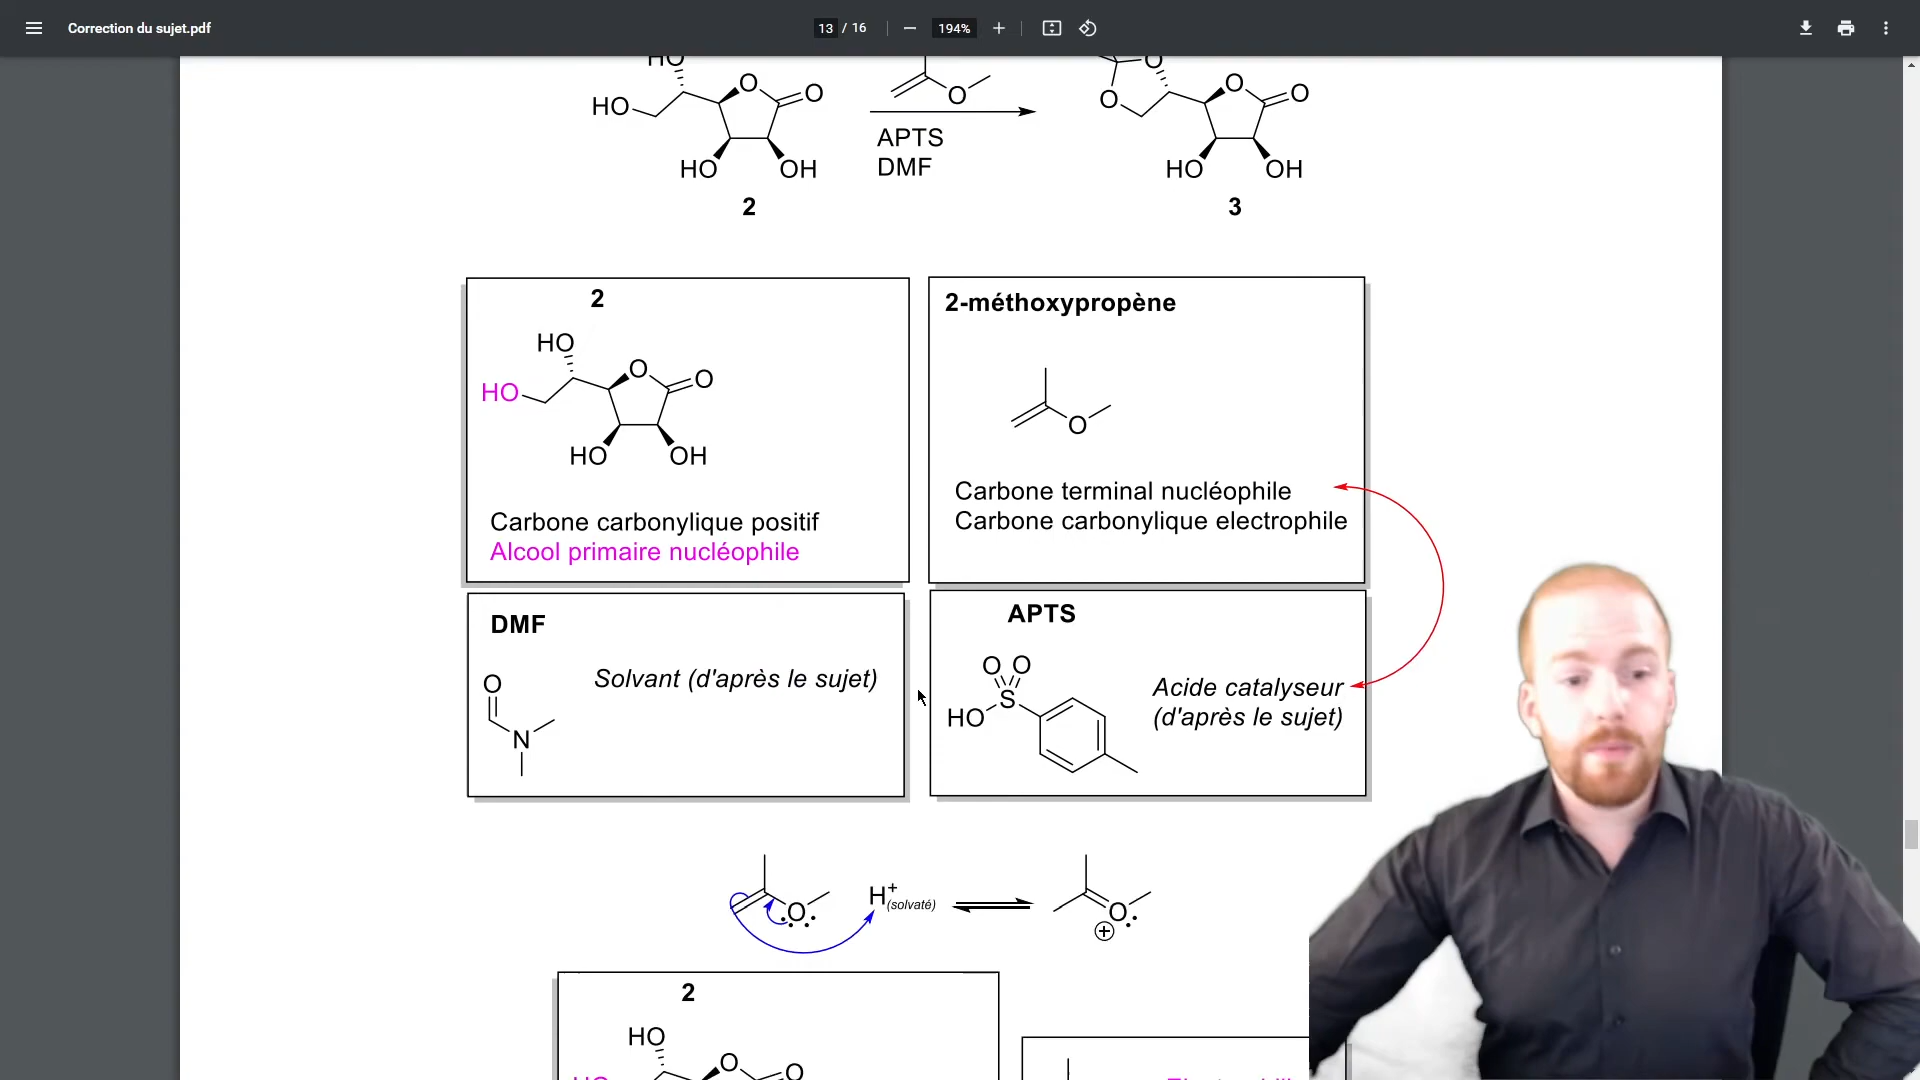 Correction du sujet.pdf
13 / 16
194%
HO
O
O
HO
HO
OH
2
O
APTS
DMF
O
O
O
O
HO
OH
3
2
HO
HO
O
O
HO
OH
Carbone carbonylique positif
Alcool primaire nucléophile
2-méthoxypropène
O
Carbone terminal nucléophile
Carbone carbonylique electrophile
DMF
O
N
Solvant (d'après le sujet)
APTS
O O
S
HO
Acide catalyseur
(d'après le sujet)
O
H+(solvaté)
O
+
2
HO
O
O
HO